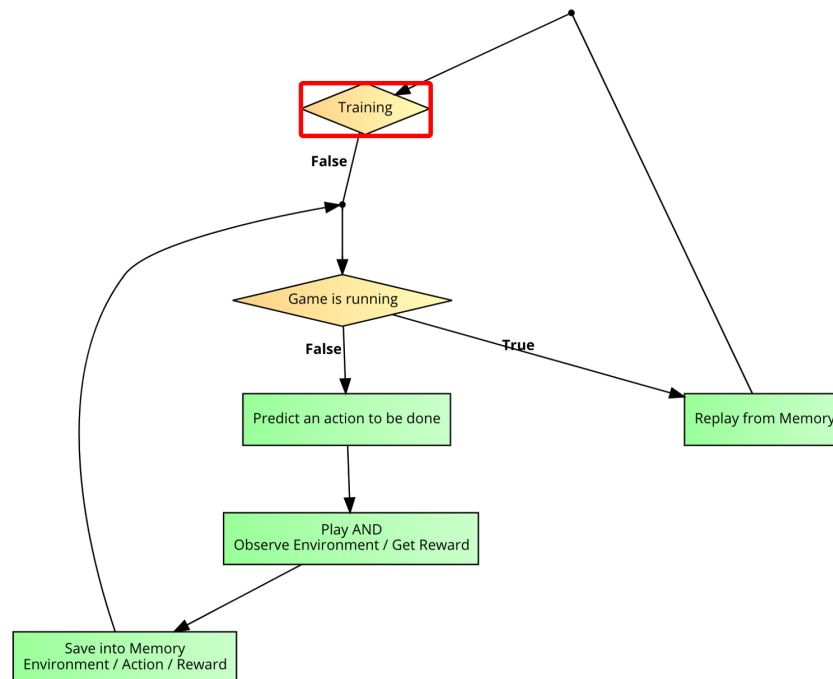 Training
False
Game is running
False
True
Predict an action to be done
Replay from Memory
Play AND
Observe Environment / Get Reward
Save into Memory
Environment / Action / Reward